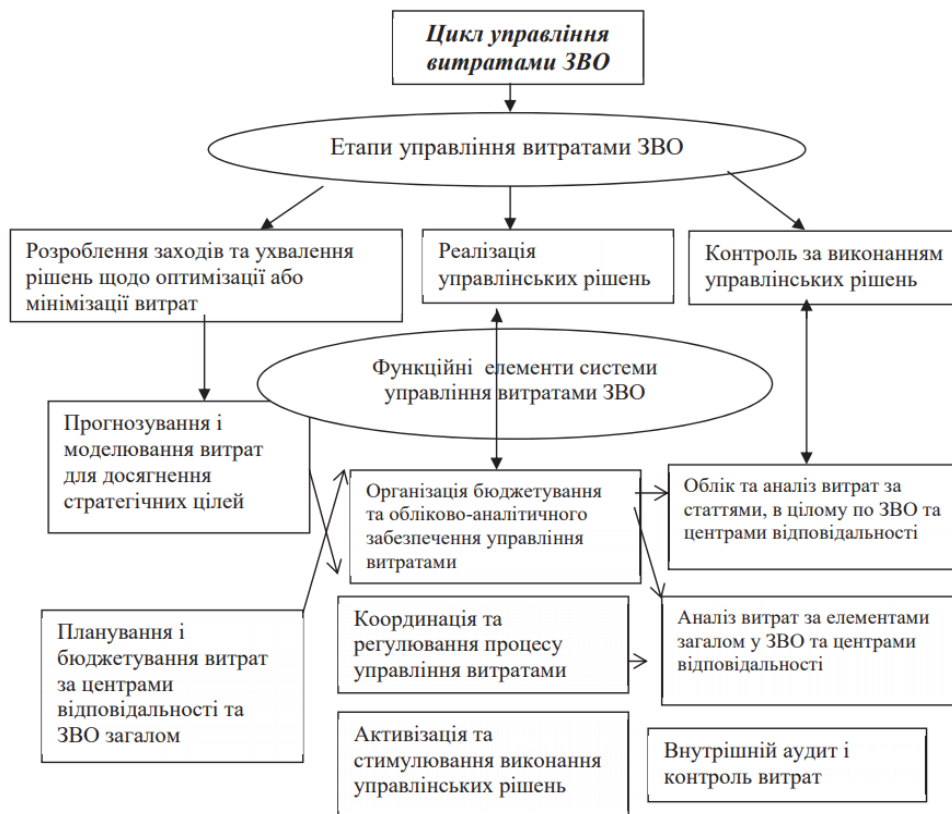 Цикл управління
витратами ЗВО
Етапи управління витратами ЗВО
Розроблення заходів та ухвалення
рішень щодо оптимізації або
мінімізації витрат
Реалізація
управлінських рішень
Контроль за виконанням
управлінських рішень
Функційні елементи системи
управління витратами ЗВО
Прогнозування і
моделювання витрат
для досягнення
стратегічних цілей
Організація бюджетування
та обліково-аналітичного
забезпечення управління
витратами
Облік та аналіз витрат за
статтями, в цілому по ЗВО та
центрами відповідальності
Планування і
бюджетування витрат
за центрами
відповідальності та
ЗВО загалом
Координація та
регулювання процесу
управління витратами
Аналіз витрат за елементами
загалом у ЗВО та центрами
відповідальності
Активізація та
стимулювання виконання
управлінських рішень
Внутрішній аудит і
контроль витрат